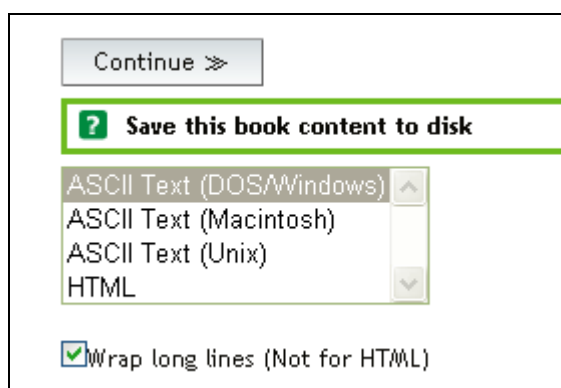 Continue ≫
? Save this book content to disk
ASCII Text (DOS/Windows)
ASCII Text (Macintosh)
ASCII Text (Unix)
HTML
Wrap long lines (Not for HTML)